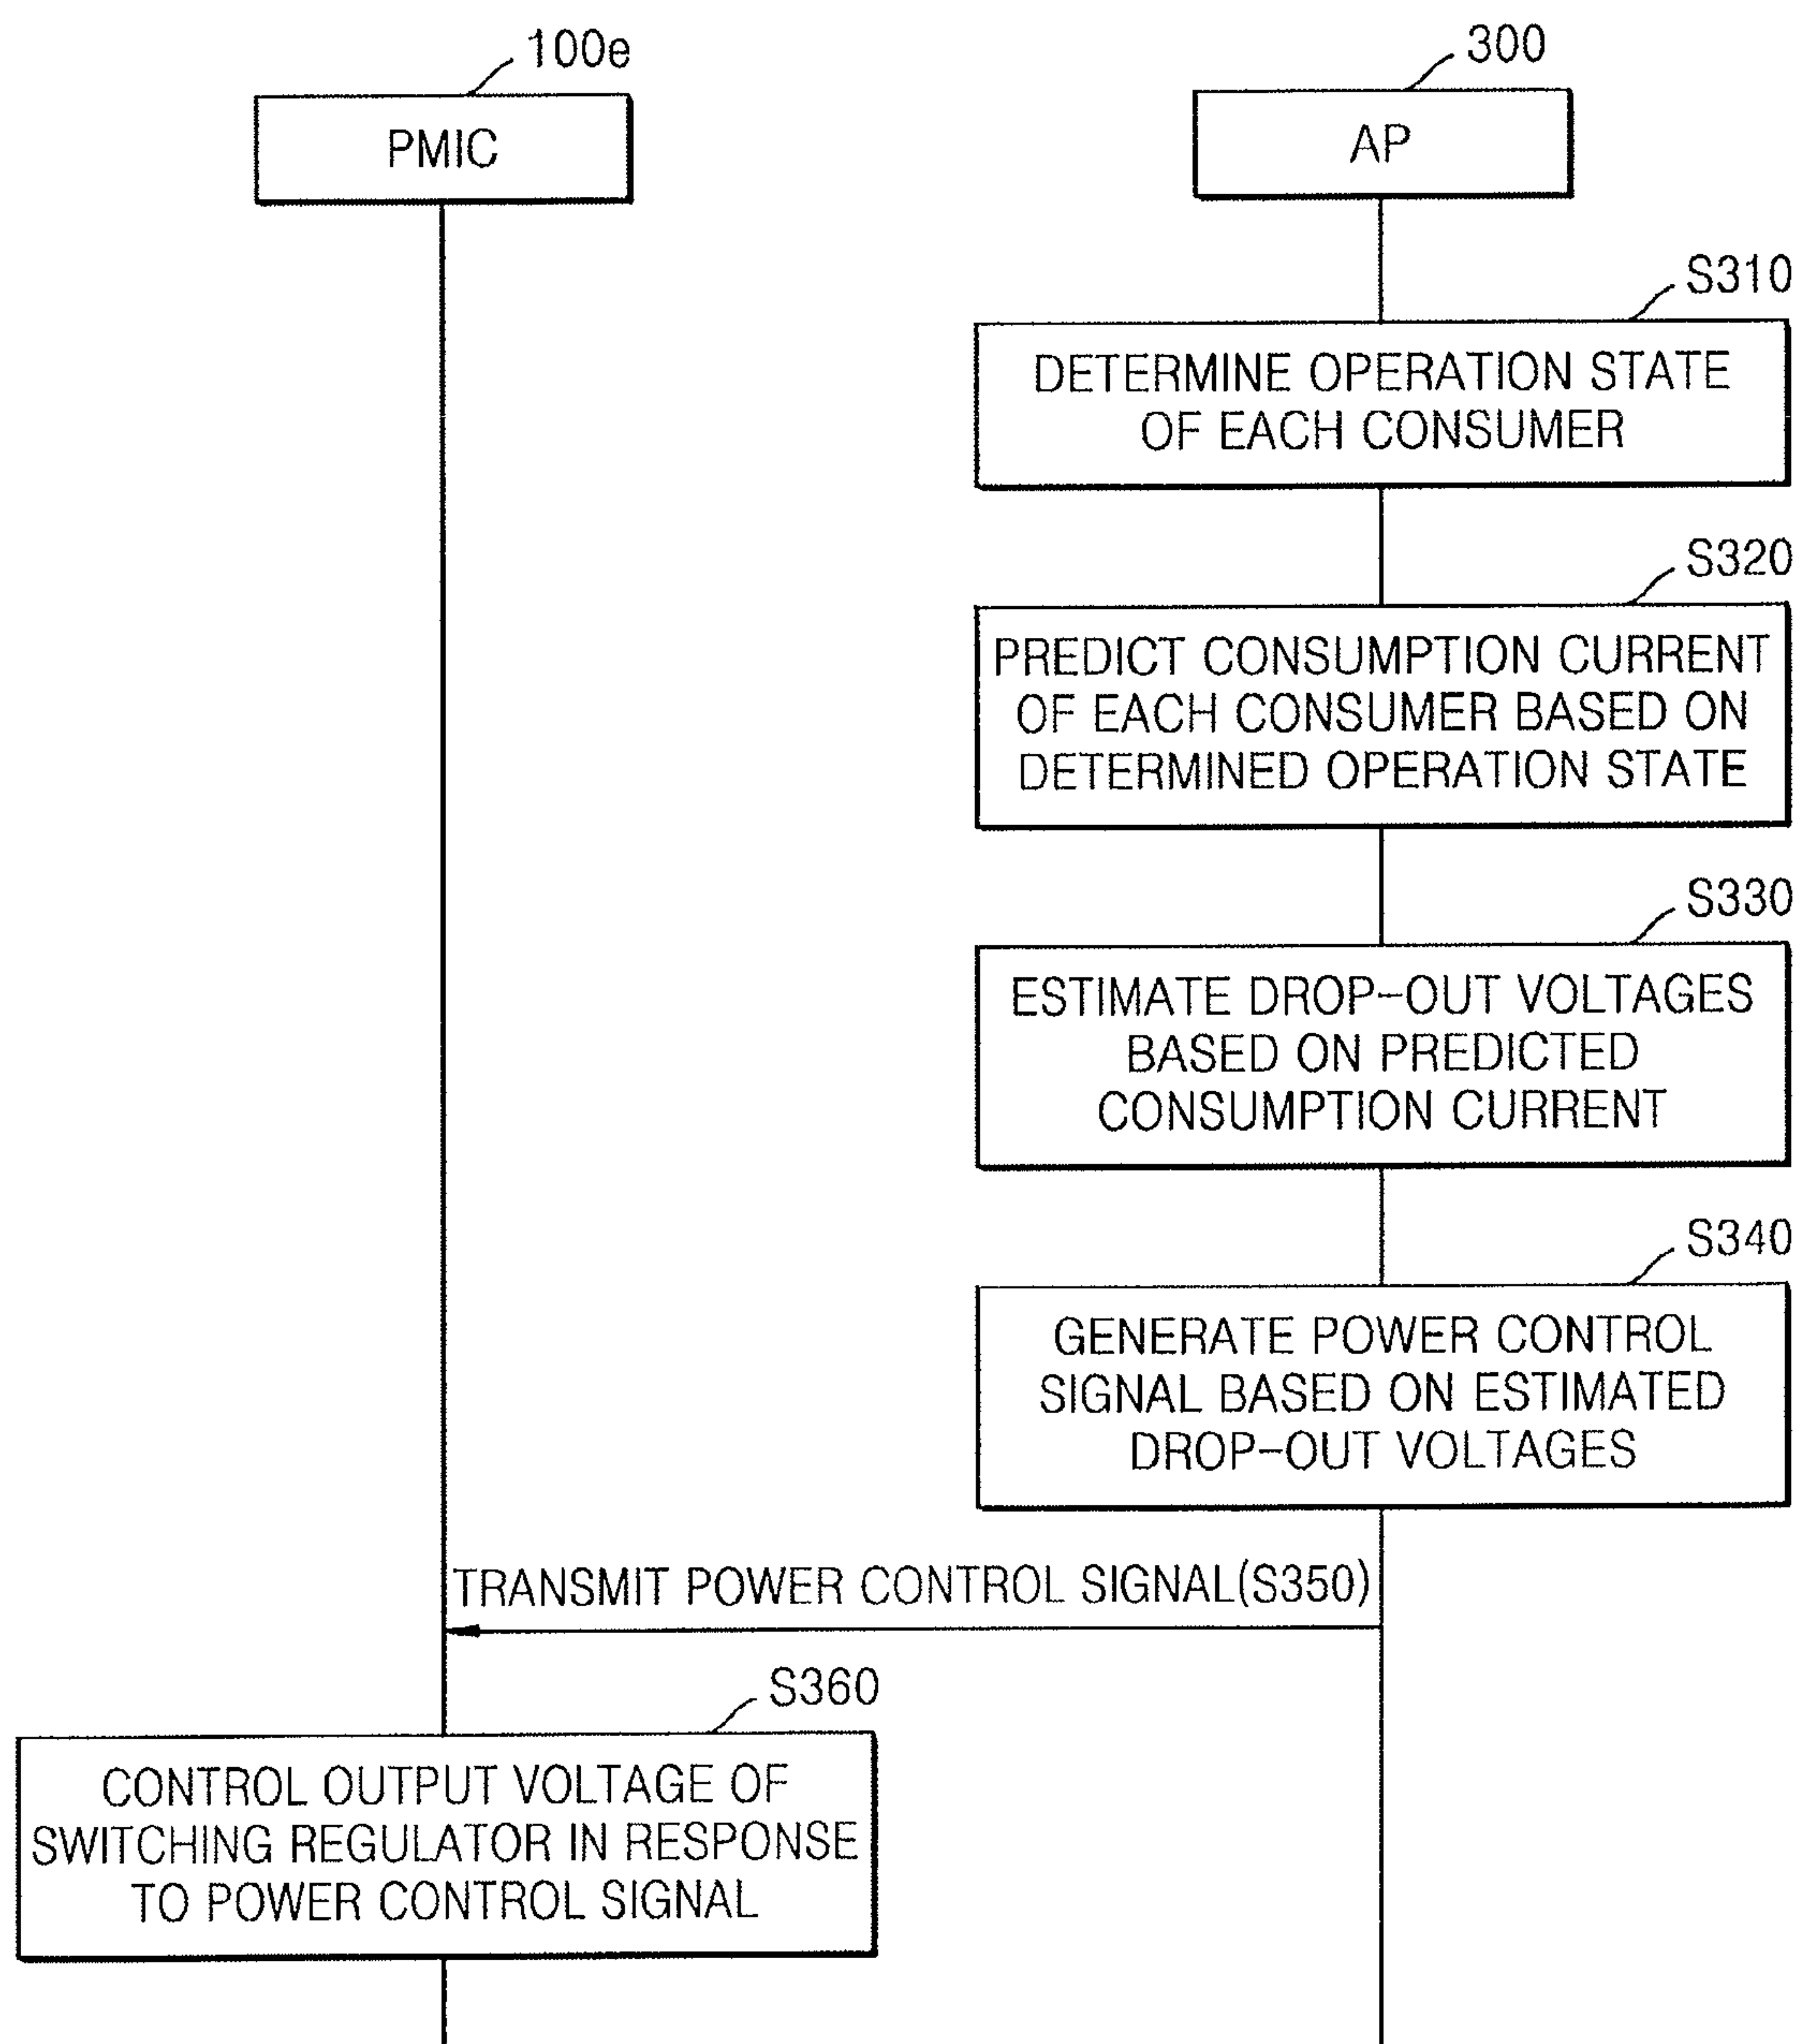 100e
300
PMIC
AP
S310
DETERMINE OPERATION STATE
OF EACH CONSUMER
S320
PREDICT CONSUMPTION CURRENT
OF EACH CONSUMER BASED ON
DETERMINED OPERATION STATE
S330
ESTIMATE DROP-OUT VOLTAGES
BASED ON PREDICTED
CONSUMPTION CURRENT
S340
GENERATE POWER CONTROL
SIGNAL BASED ON ESTIMATED
DROP-OUT VOLTAGES
TRANSMIT POWER CONTROL SIGNAL(S350)
S360
CONTROL OUTPUT VOLTAGE OF
SWITCHING REGULATOR IN RESPONSE
TO POWER CONTROL SIGNAL